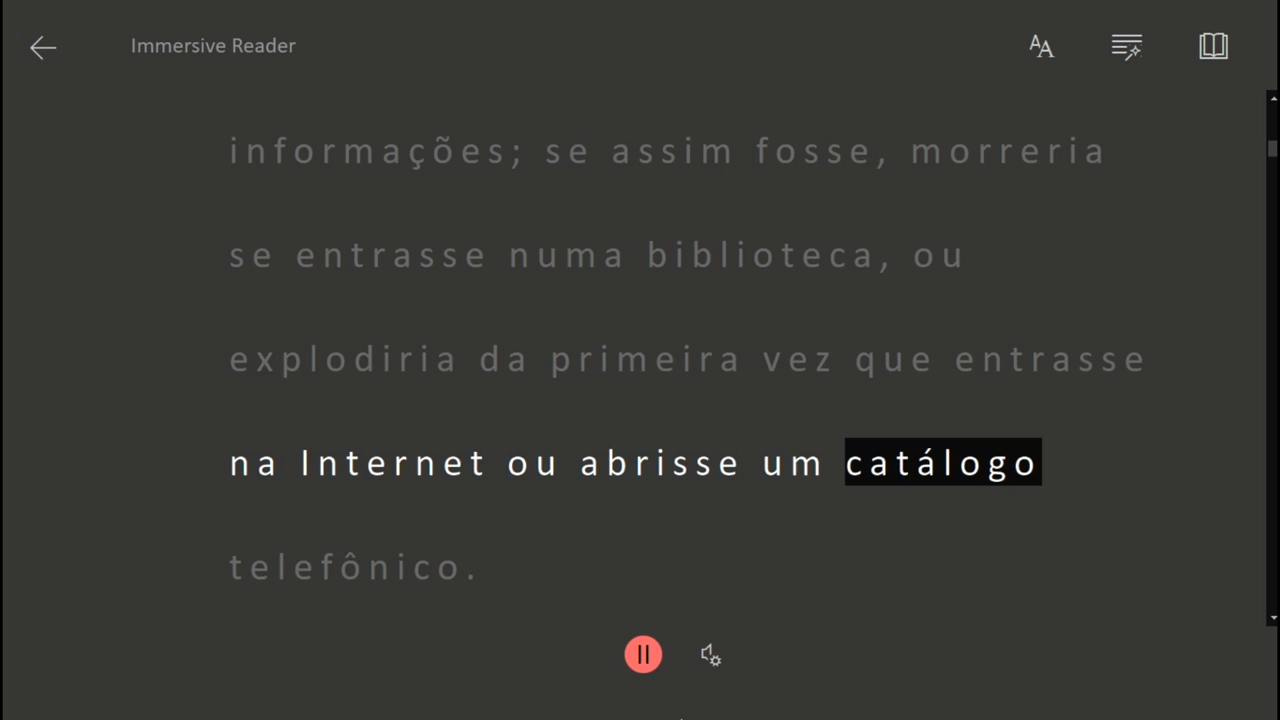 Immersive Reader
informações; se assim fosse, morreria
se entrasse numa biblioteca, ou
explodiria da primeira vez que entrasse
na Internet ou abrisse um catálogo
telefônico.